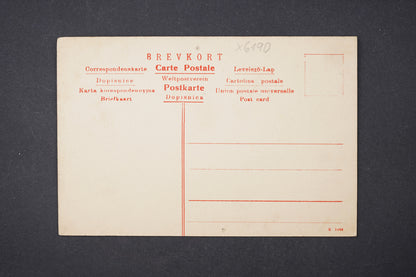 x6190
BREVKORT
Correspondenzkarte Carte Postale Levelező-Lap
Dopisnice Weltpostverein Cartolina postale
Karta korespondencyjna Postkarte Union postale universelle
Briefkaart Dopisnica Post card